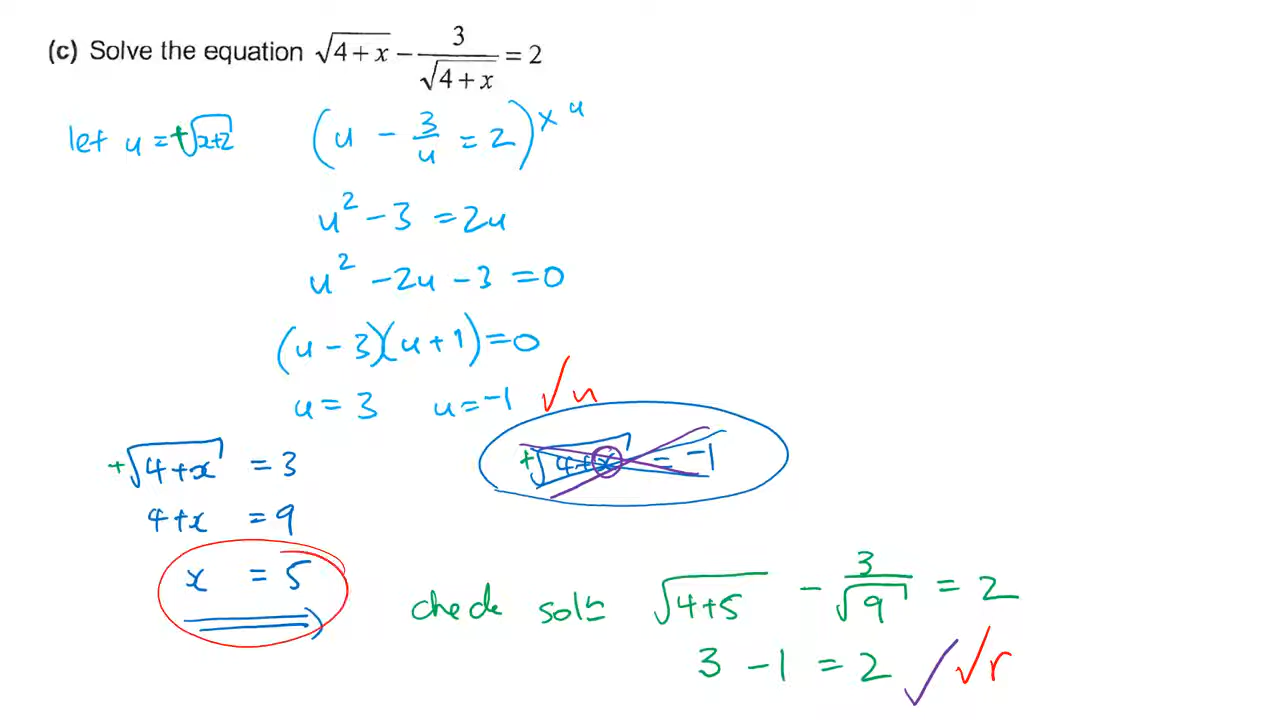 (c) Solve the equation √(4 + x) − 3/√(4 + x) = 2
let u = +√(x+2) (u − 3/u = 2) × u
u² − 3 = 2u
u² − 2u − 3 = 0
(u − 3)(u + 1) = 0
u = 3 u = −1 √n
+√(4+x) = 3 +√(4+x) = −1
4+x = 9
x = 5
check solⁿ √(4+5) − 3/√9 = 2
3 − 1 = 2 ✓ √r